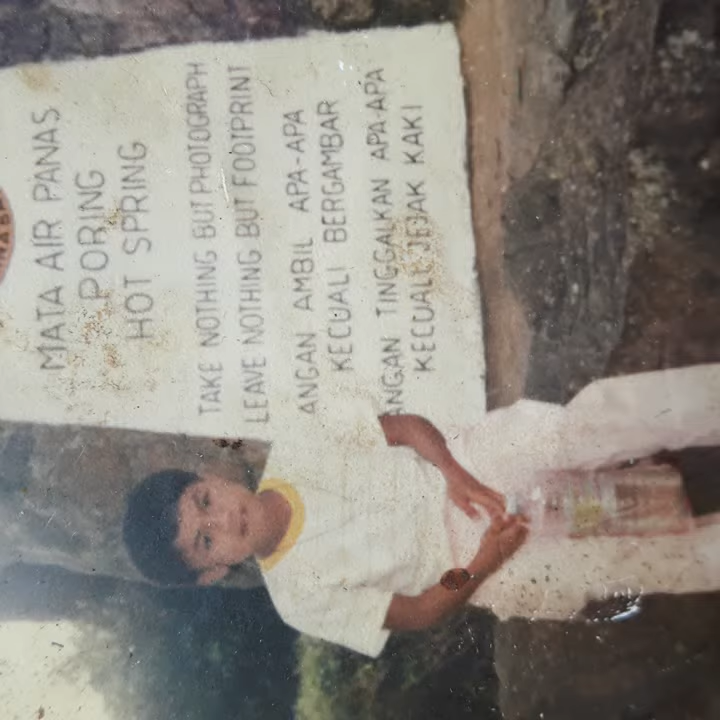 MATA AIR PANAS
PORING
HOT SPRING
TAKE NOTHING BUT PHOTOGRAPH
LEAVE NOTHING BUT FOOTPRINT
ANGAN AMBIL APA-APA
KECUALI BERGAMBAR
ANGAN TINGGALKAN APA-APA
KECUALI JEJAK KAKI